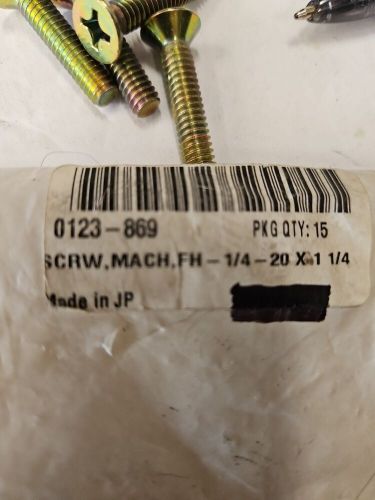 0123-869 PKG QTY: 15
SCRW,MACH,FH-1/4-20 X 1 1/4
Made in JP